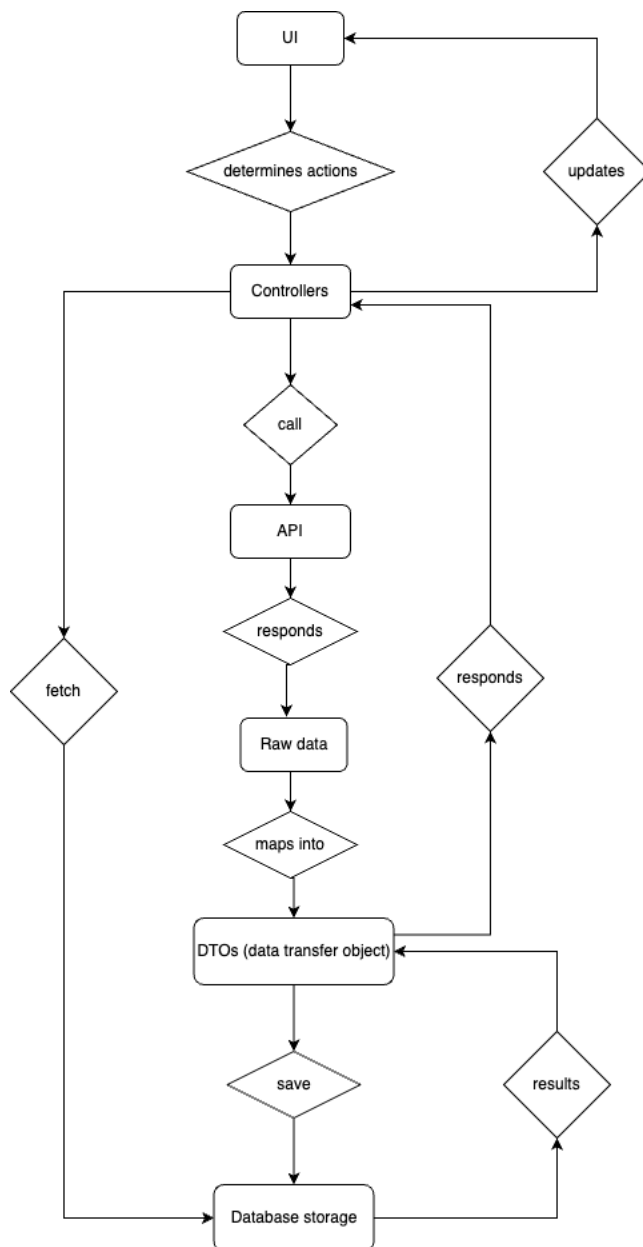 UI
determines actions
updates
Controllers
call
API
responds
fetch
responds
Raw data
maps into
DTOs (data transfer object)
save
results
Database storage